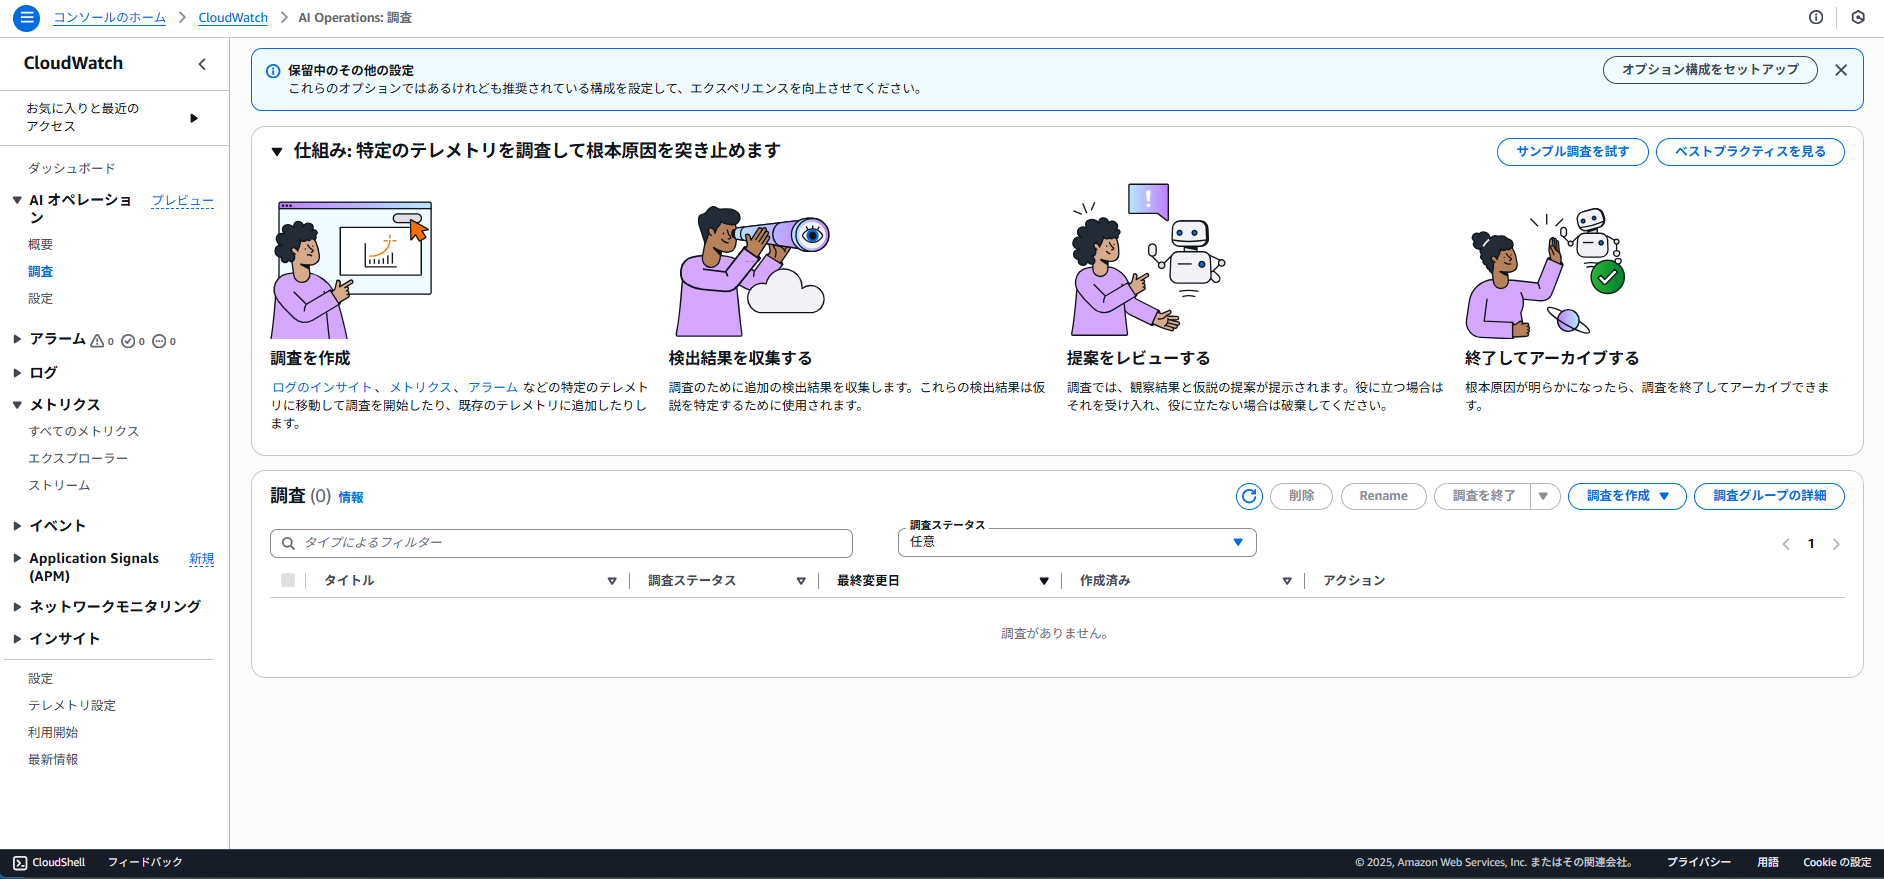 コンソールのホーム
CloudWatch
AI Operations: 調査
CloudWatch
お気に入りと最近の
アクセス
ダッシュボード
AI オペレーショ
ン
プレビュー
概要
調査
設定
アラーム 0 0 0
ログ
メトリクス
すべてのメトリクス
エクスプローラー
ストリーム
イベント
Application Signals
(APM)
新規
ネットワークモニタリング
インサイト
設定
テレメトリ設定
利用開始
最新情報
保留中のその他の設定
これらのオプションではあるけれども推奨されている構成を設定して、エクスペリエンスを向上させてください。
オプション構成をセットアップ
仕組み: 特定のテレメトリを調査して根本原因を突き止めます
サンプル調査を試す
ベストプラクティスを見る
調査を作成
ログのインサイト、メトリクス、アラーム などの特定のテレメト
リに移動して調査を開始したり、既存のテレメトリに追加したりし
ます。
検出結果を収集する
調査のために追加の検出結果を収集します。これらの検出結果は仮
説を特定するために使用されます。
!
提案をレビューする
調査では、観察結果と仮説の提案が提示されます。役に立つ場合は
それを受け入れ、役に立たない場合は破棄してください。
終了してアーカイブする
根本原因が明らかになったら、調査を終了してアーカイブできま
す。
調査 (0) 情報
削除
Rename
調査を終了
調査を作成
調査グループの詳細
タイプによるフィルター
調査ステータス
任意
1
タイトル
調査ステータス
最終変更日
作成済み
アクション
調査がありません。
CloudShell
フィードバック
© 2025, Amazon Web Services, Inc. またはその関連会社。
プライバシー
用語
Cookie の設定